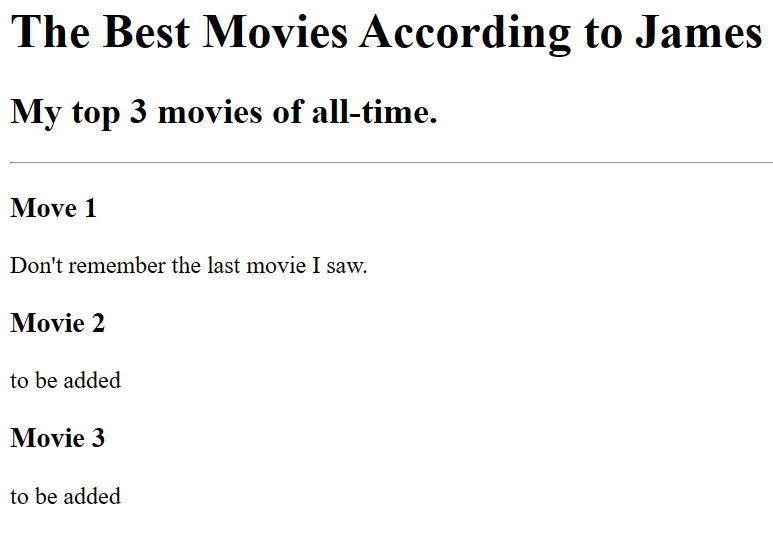 The Best Movies According to James
My top 3 movies of all-time.
Move 1
Don't remember the last movie I saw.
Movie 2
to be added
Movie 3
to be added